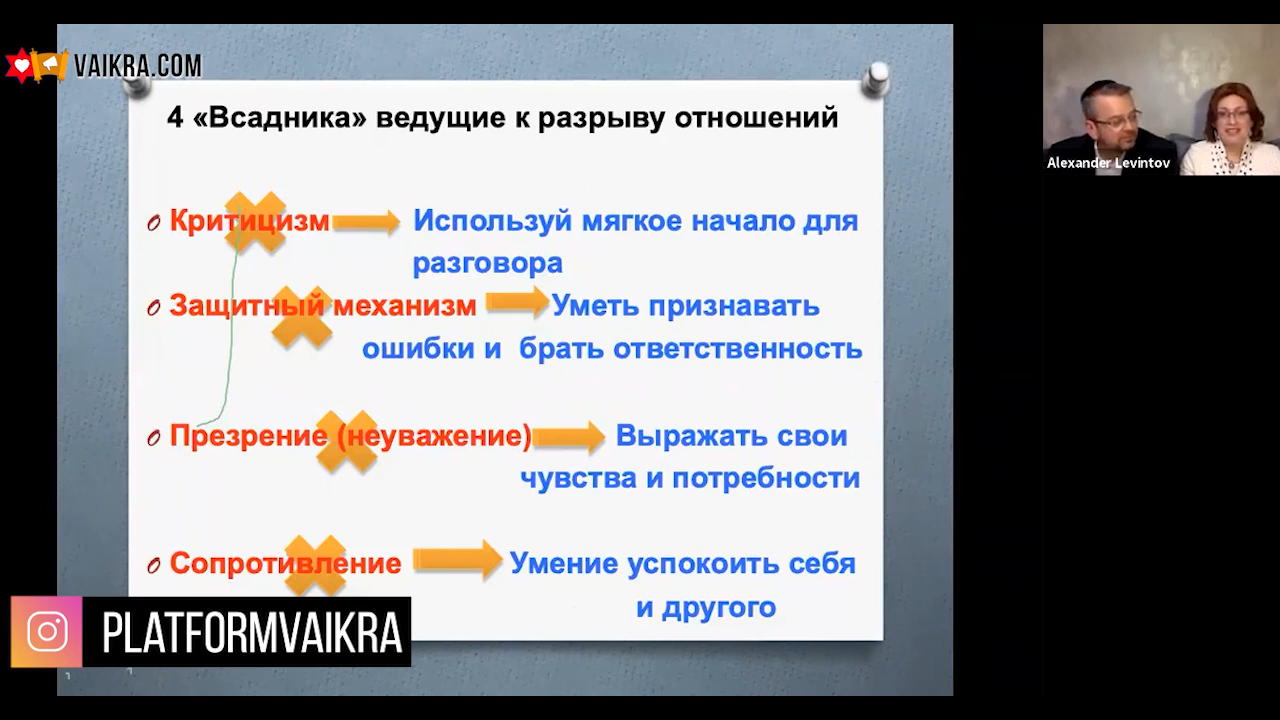 VAIKRA.COM
4 «Всадника» ведущие к разрыву отношений
Критицизм Используй мягкое начало для
разговора
Защитный механизм Уметь признавать
ошибки и брать ответственность
Презрение (неуважение) Выражать свои
чувства и потребности
Сопротивление Умение успокоить себя
и другого
PLATFORMVAIKRA
Alexander Levintov